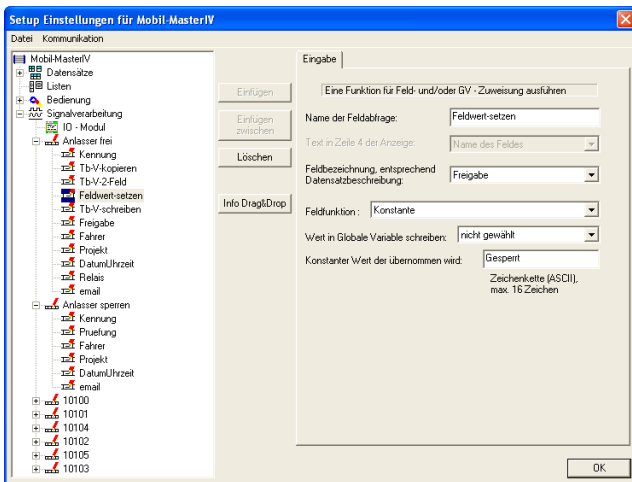 Setup Einstellungen für Mobil-MasterIV
Datei Kommunikation
Mobil-MasterIV
Datensätze
Listen
Bedienung
Signalverarbeitung
IO - Modul
Anlasser frei
Kennung
Tb-V-kopieren
Tb-V-2-Feld
Feldwert-setzen
Tb-V-schreiben
Freigabe
Fahrer
Projekt
DatumUhrzeit
Relais
email
Anlasser sperren
Kennung
Pruefung
Fahrer
Projekt
DatumUhrzeit
email
10100
10101
10104
10102
10105
10103
Einfügen
Einfügen
zwischen
Löschen
Info Drag&Drop
Eingabe
Eine Funktion für Feld- und/oder GV - Zuweisung ausführen
Name der Feldabfrage: Feldwert-setzen
Text in Zeile 4 der Anzeige: Name des Feldes
Feldbezeichnung, entsprechend
Datensatzbeschreibung: Freigabe
Feldfunktion : Konstante
Wert in Globale Variable schreiben: nicht gewählt
Konstanter Wert der übernommen wird: Gesperrt
Zeichenkette (ASCII),
max. 16 Zeichen
OK